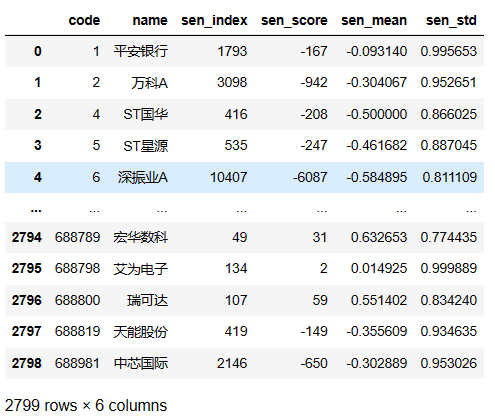 code name sen_index sen_score sen_mean sen_std
0 1 平安银行 1793 -167 -0.093140 0.995653
1 2 万科A 3098 -942 -0.304067 0.952651
2 4 ST国华 416 -208 -0.500000 0.866025
3 5 ST星源 535 -247 -0.461682 0.887045
4 6 深振业A 10407 -6087 -0.584895 0.811109
... ... ... ... ... ... ...
2794 688789 宏华数科 49 31 0.632653 0.774435
2795 688798 艾为电子 134 2 0.014925 0.999889
2796 688800 瑞可达 107 59 0.551402 0.834240
2797 688819 天能股份 419 -149 -0.355609 0.934635
2798 688981 中芯国际 2146 -650 -0.302889 0.953026
2799 rows × 6 columns